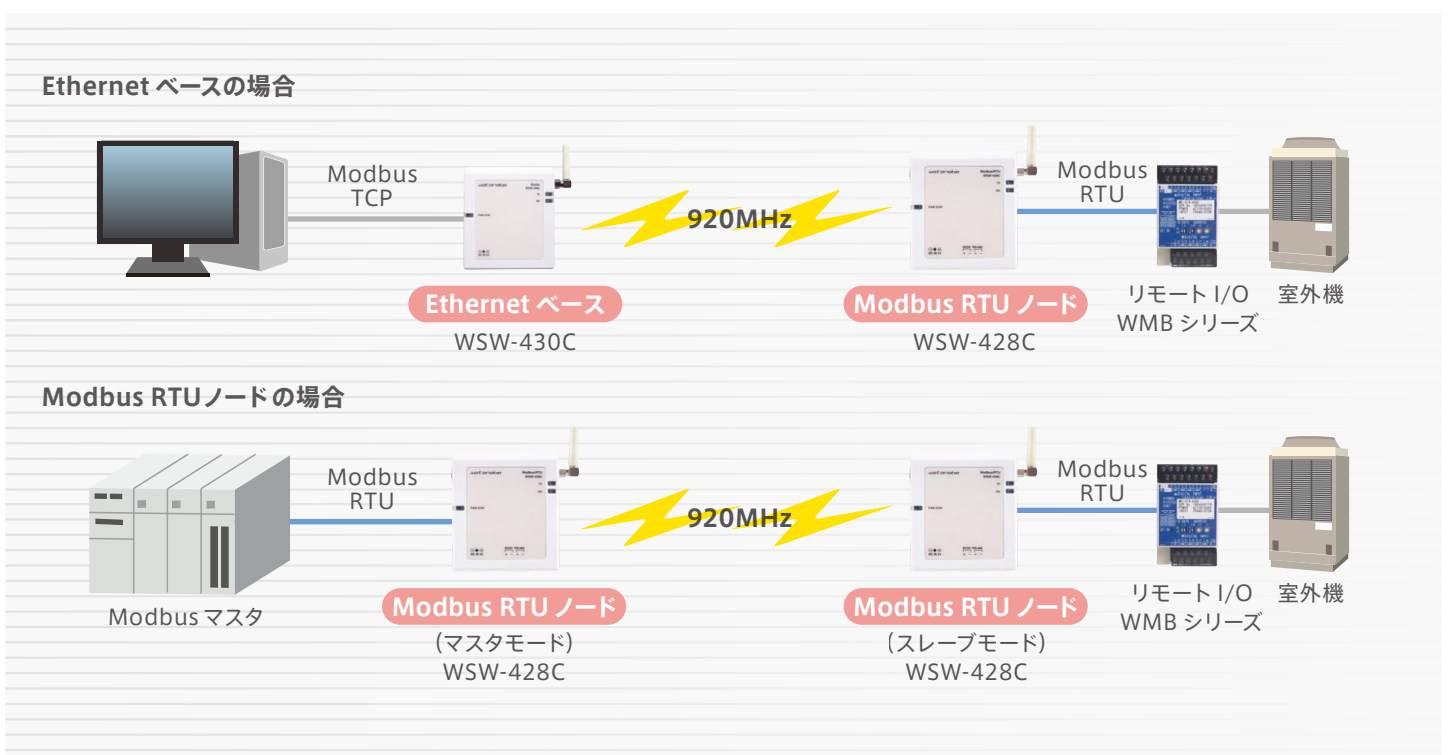 Ethernet ベースの場合
Modbus
TCP
920MHz
Modbus
RTU
Ethernet ベース
WSW-430C
Modbus RTU ノード
WSW-428C
リモート I/O
WMB シリーズ
室外機
Modbus RTUノードの場合
Modbus
RTU
920MHz
Modbus
RTU
Modbus マスタ
Modbus RTU ノード
(マスタモード)
WSW-428C
Modbus RTU ノード
(スレーブモード)
WSW-428C
リモート I/O
WMB シリーズ
室外機